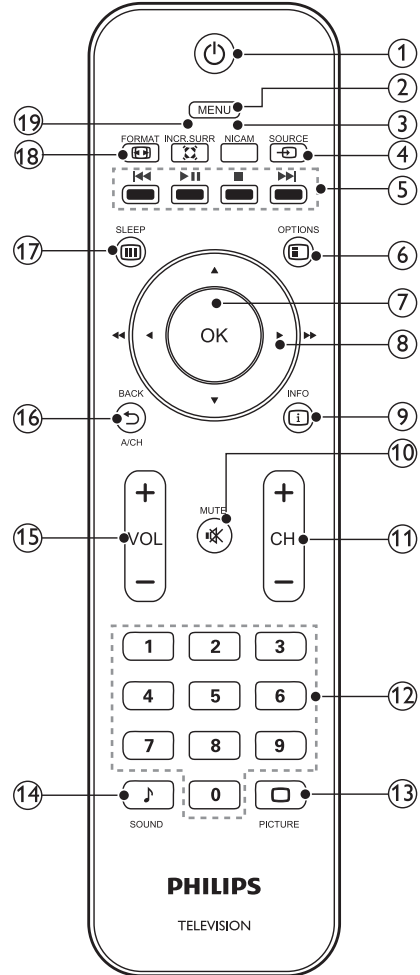 1
2
MENU
19
3
FORMAT INCR.SURR NICAM SOURCE
18
4
5
SLEEP OPTIONS
17
6
7
OK
8
BACK INFO
16
i
9
A/CH
10
+ +
MUTE
15
VOL CH
11
− −
1 2 3
4 5 6
12
7 8 9
14
0
13
SOUND PICTURE
PHILIPS
TELEVISION